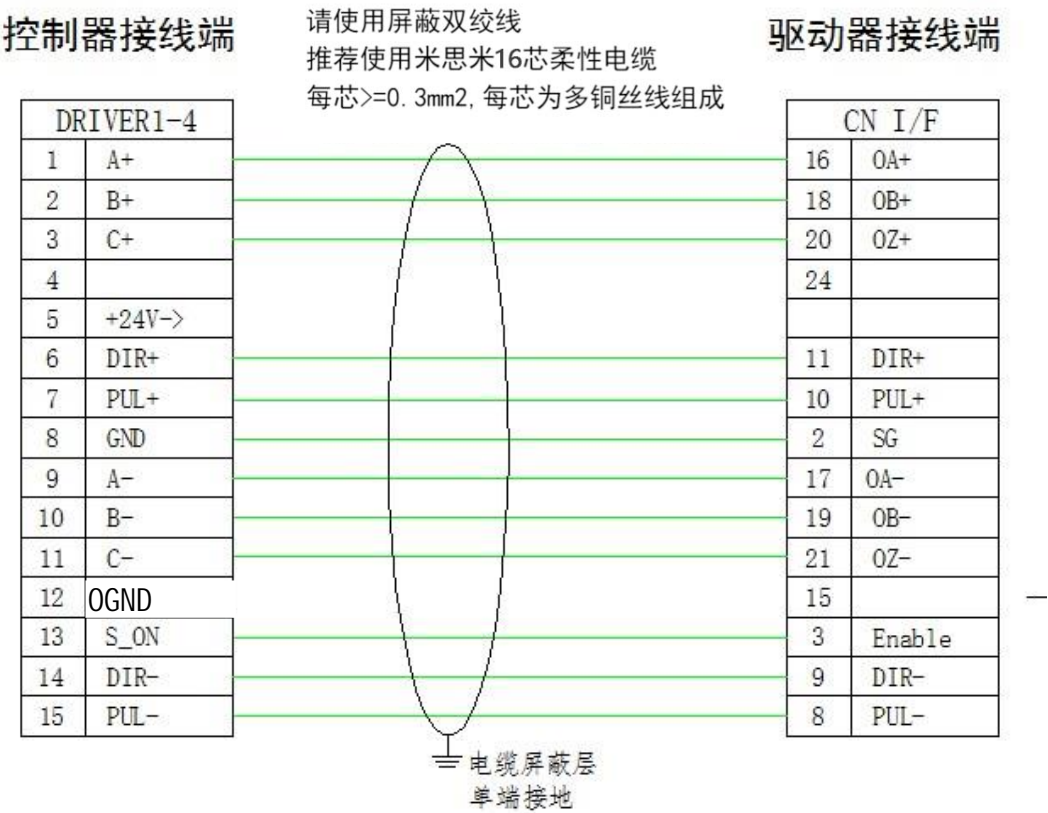 控制器接线端
请使用屏蔽双绞线
推荐使用米思米16芯柔性电缆
每芯>=0.3mm2,每芯为多铜丝线组成
驱动器接线端
DRIVER1-4
1 A+
2 B+
3 C+
4
5 +24V->
6 DIR+
7 PUL+
8 GND
9 A-
10 B-
11 C-
12 OGND
13 S_ON
14 DIR-
15 PUL-
CN I/F
16 OA+
18 OB+
20 OZ+
24
11 DIR+
10 PUL+
2 SG
17 OA-
19 OB-
21 OZ-
15
3 Enable
9 DIR-
8 PUL-
电缆屏蔽层
单端接地